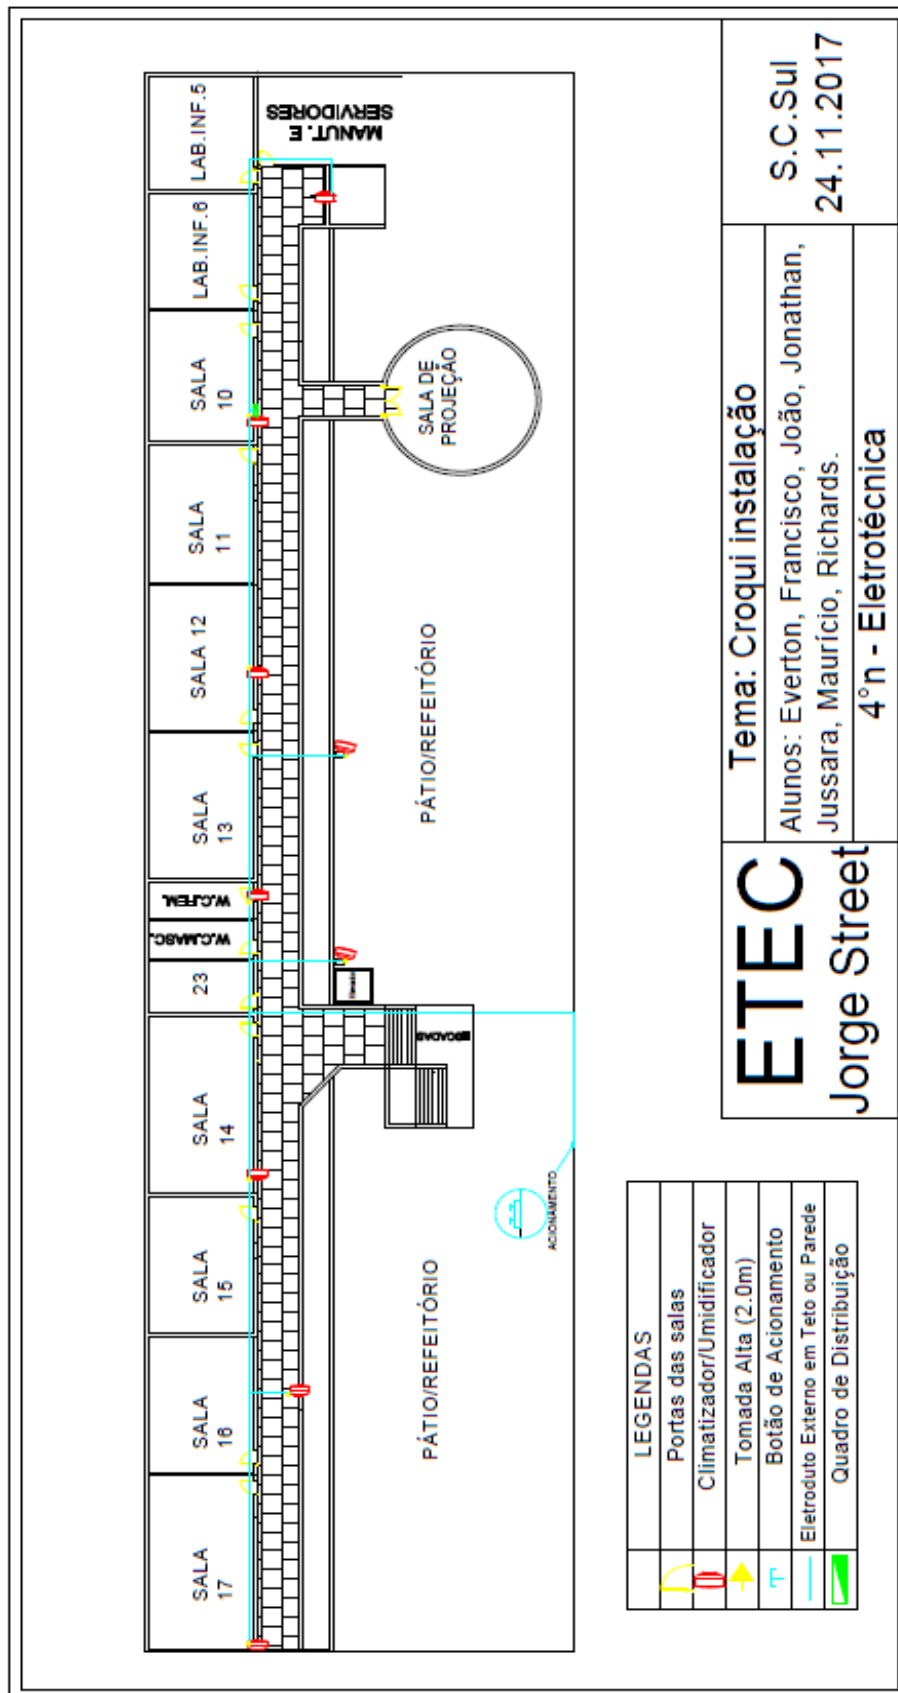 SALA
17
SALA
16
SALA
15
SALA
14
23
W.C.MASC.
W.C.FEM.
SALA
13
SALA 12
SALA
11
SALA
10
LAB.INF.6
LAB.INF.5
MANUT. E
SERVIDORES
SALA DE
PROJEÇÃO
PÁTIO/REFEITÓRIO
PÁTIO/REFEITÓRIO
ESCADAS
ACIONAMENTO
LEGENDAS
Portas das salas
Climatizador/Umidificador
Tomada Alta (2.0m)
Botão de Acionamento
Eletroduto Externo em Teto ou Parede
Quadro de Distribuição
ETEC
Jorge Street
Tema: Croqui instalação
Alunos: Everton, Francisco, João, Jonathan,
Jussara, Maurício, Richards.
4°n - Eletrotécnica
S.C.Sul
24.11.2017